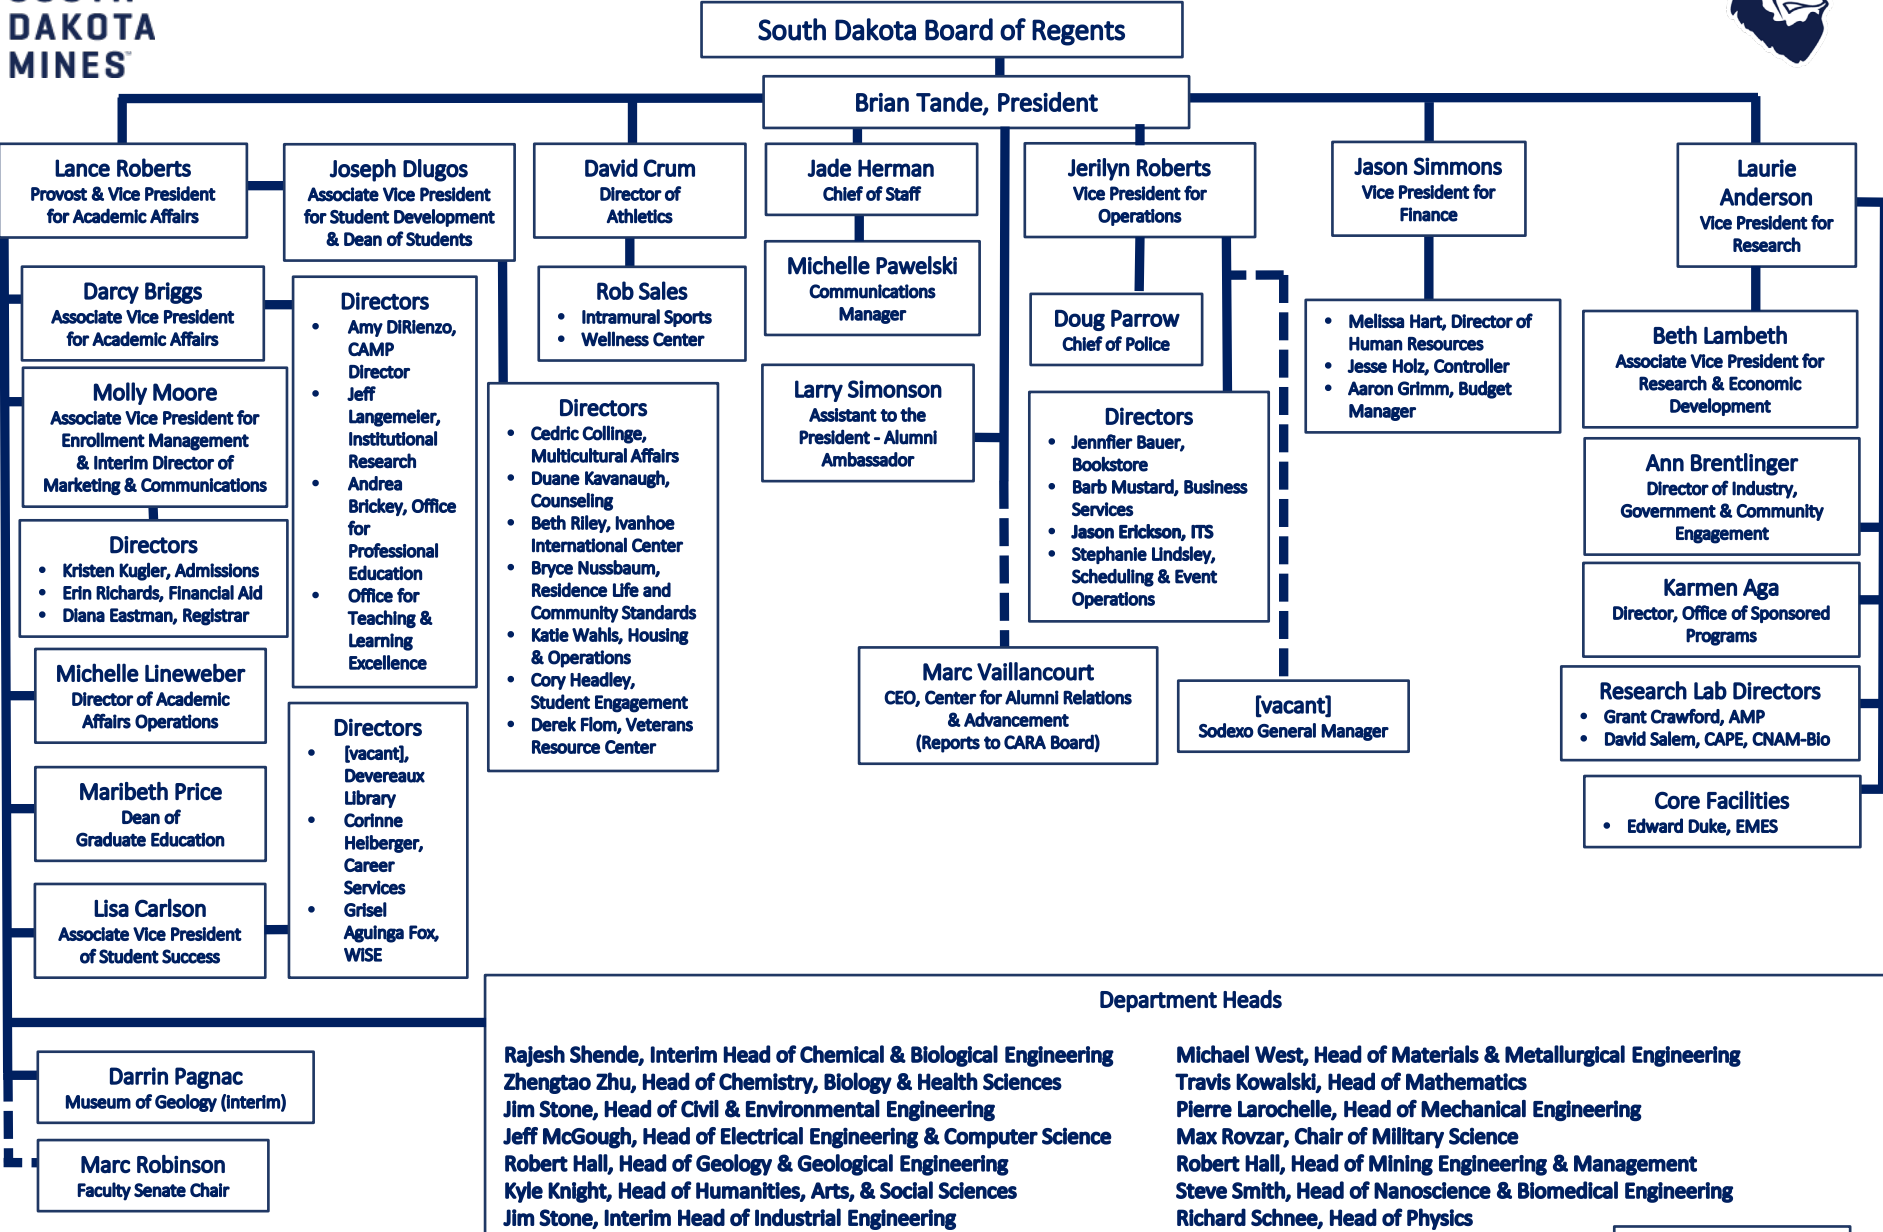 DAKOTA
MINES
South Dakota Board of Regents
Brian Tande, President
Lance Roberts
Provost & Vice President
for Academic Affairs
Joseph Dlugos
Associate Vice President
for Student Development
& Dean of Students
David Crum
Director of
Athletics
Jade Herman
Chief of Staff
Jerilyn Roberts
Vice President for
Operations
Jason Simmons
Vice President for
Finance
Laurie
Anderson
Vice President for
Research
Darcy Briggs
Associate Vice President
for Academic Affairs
Molly Moore
Associate Vice President for
Enrollment Management
& Interim Director of
Marketing & Communications
Directors
• Kristen Kugler, Admissions
• Erin Richards, Financial Aid
• Diana Eastman, Registrar
Michelle Lineweber
Director of Academic
Affairs Operations
Maribeth Price
Dean of
Graduate Education
Lisa Carlson
Associate Vice President
of Student Success
Darrin Pagnac
Museum of Geology (interim)
Marc Robinson
Faculty Senate Chair
Directors
• Amy DiRienzo,
CAMP
Director
• Jeff
Langemeier,
Institutional
Research
• Andrea
Brickey, Office
for
Professional
Education
• Office for
Teaching &
Learning
Excellence
Directors
• [vacant],
Devereaux
Library
• Corinne
Heiberger,
Career
Services
• Grisel
Aguinga Fox,
WISE
Directors
• Cedric Collinge,
Multicultural Affairs
• Duane Kavanaugh,
Counseling
• Beth Riley, Ivanhoe
International Center
• Bryce Nussbaum,
Residence Life and
Community Standards
• Katie Wahls, Housing
& Operations
• Cory Headley,
Student Engagement
• Derek Flom, Veterans
Resource Center
Rob Sales
• Intramural Sports
• Wellness Center
Michelle Pawelski
Communications
Manager
Larry Simonson
Assistant to the
President - Alumni
Ambassador
Marc Vaillancourt
CEO, Center for Alumni Relations
& Advancement
(Reports to CARA Board)
Doug Parrow
Chief of Police
Directors
• Jennfier Bauer,
Bookstore
• Barb Mustard, Business
Services
• Jason Erickson, ITS
• Stephanie Lindsley,
Scheduling & Event
Operations
[vacant]
Sodexo General Manager
• Melissa Hart, Director of
Human Resources
• Jesse Holz, Controller
• Aaron Grimm, Budget
Manager
Beth Lambeth
Associate Vice President for
Research & Economic
Development
Ann Brentlinger
Director of Industry,
Government & Community
Engagement
Karmen Aga
Director, Office of Sponsored
Programs
Research Lab Directors
• Grant Crawford, AMP
• David Salem, CAPE, CNAM-Bio
Core Facilities
• Edward Duke, EMES
Department Heads
Rajesh Shende, Interim Head of Chemical & Biological Engineering
Zhengtao Zhu, Head of Chemistry, Biology & Health Sciences
Jim Stone, Head of Civil & Environmental Engineering
Jeff McGough, Head of Electrical Engineering & Computer Science
Robert Hall, Head of Geology & Geological Engineering
Kyle Knight, Head of Humanities, Arts, & Social Sciences
Jim Stone, Interim Head of Industrial Engineering
Michael West, Head of Materials & Metallurgical Engineering
Travis Kowalski, Head of Mathematics
Pierre Larochelle, Head of Mechanical Engineering
Max Rovzar, Chair of Military Science
Robert Hall, Head of Mining Engineering & Management
Steve Smith, Head of Nanoscience & Biomedical Engineering
Richard Schnee, Head of Physics